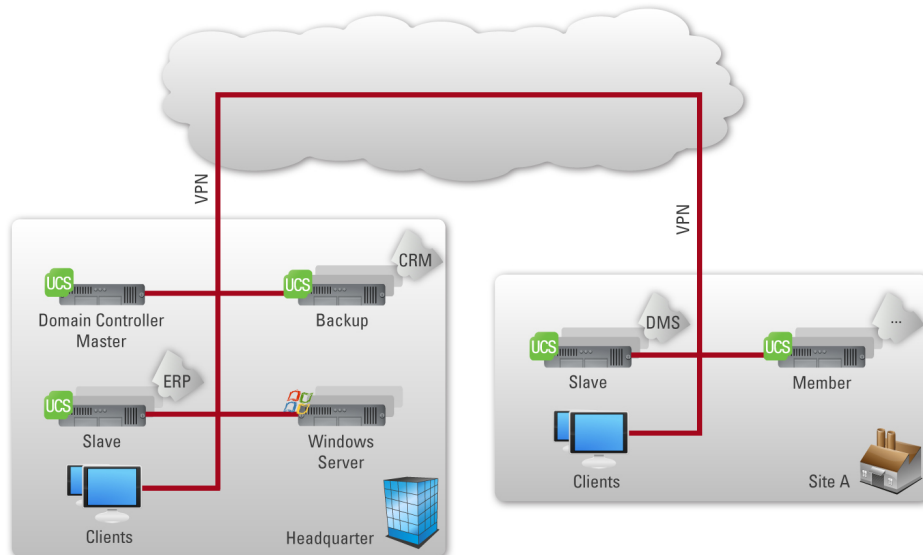 VPN
VPN
UCS
Domain Controller
Master
UCS
CRM
Backup
UCS
ERP
Slave
Windows
Server
Clients
Headquarter
UCS
DMS
Slave
UCS
...
Member
Clients
Site A